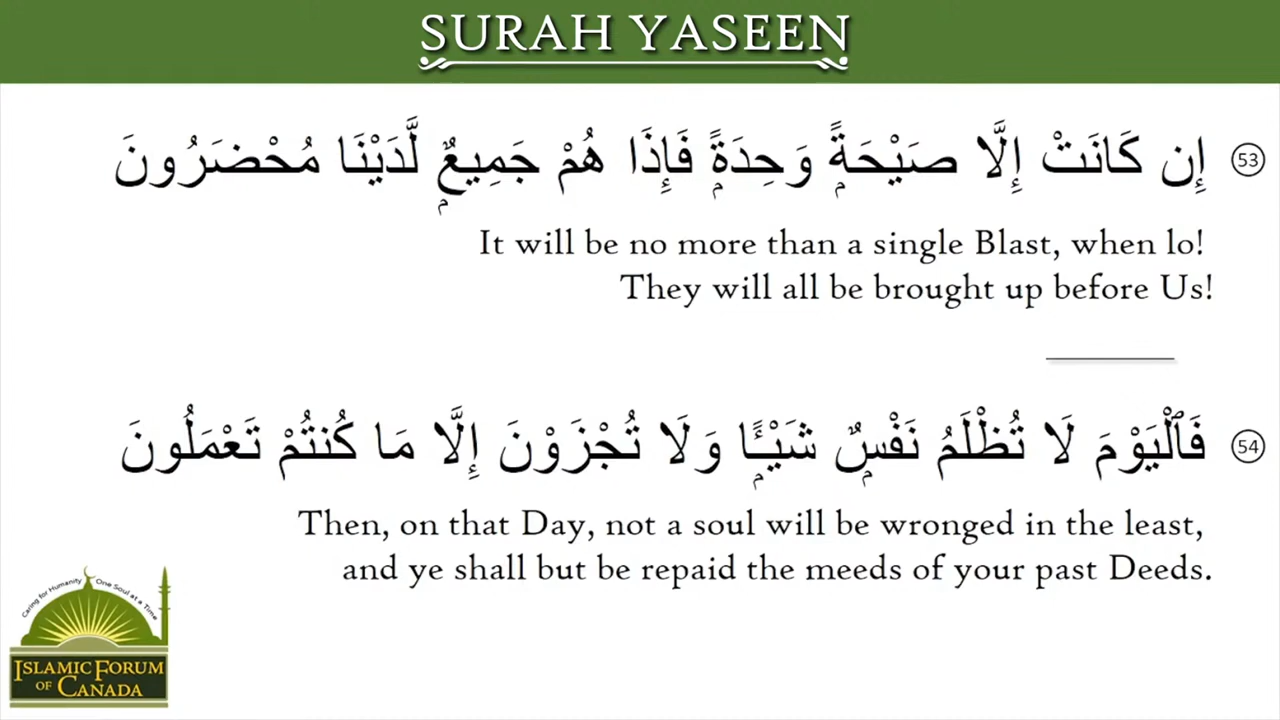 SURAH YASEEN
إِن كَانَتْ إِلَّا صَيْحَةًۭ وَحِدَةًۭ فَإِذَا هُمْ جَمِيعٌۭ لَّدَيْنَا مُحْضَرُونَ 53
It will be no more than a single Blast, when lo!
They will all be brought up before Us!
فَٱلْيَوْمَ لَا تُظْلَمُ نَفْسٌۭ شَيْـًۭٔا وَلَا تُجْزَوْنَ إِلَّا مَا كُنتُمْ تَعْمَلُونَ 54
Then, on that Day, not a soul will be wronged in the least,
and ye shall but be repaid the meeds of your past Deeds.
Caring for Humanity One Soul at a Time
ISLAMIC FORUM
OF CANADA